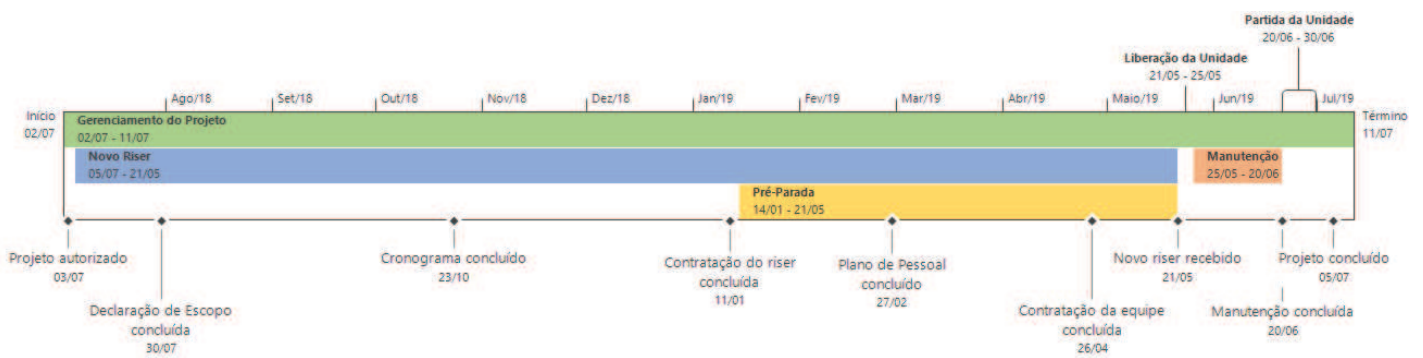 Partida da Unidade
20/06 - 30/06
Liberação da Unidade
21/05 - 25/05
Ago/18
Set/18
Out/18
Nov/18
Dez/18
Jan/19
Fev/19
Mar/19
Abr/19
Maio/19
Jun/19
Jul/19
Início
02/07
Gerenciamento do Projeto
02/07 - 11/07
Término
11/07
Novo Riser
05/07 - 21/05
Manutenção
25/05 - 20/06
Pré-Parada
14/01 - 21/05
Projeto autorizado
03/07
Declaração de Escopo
concluída
30/07
Cronograma concluído
23/10
Contratação do riser
concluída
11/01
Plano de Pessoal
concluído
27/02
Contratação da equipe
concluída
26/04
Novo riser recebido
21/05
Manutenção concluída
20/06
Projeto concluído
05/07